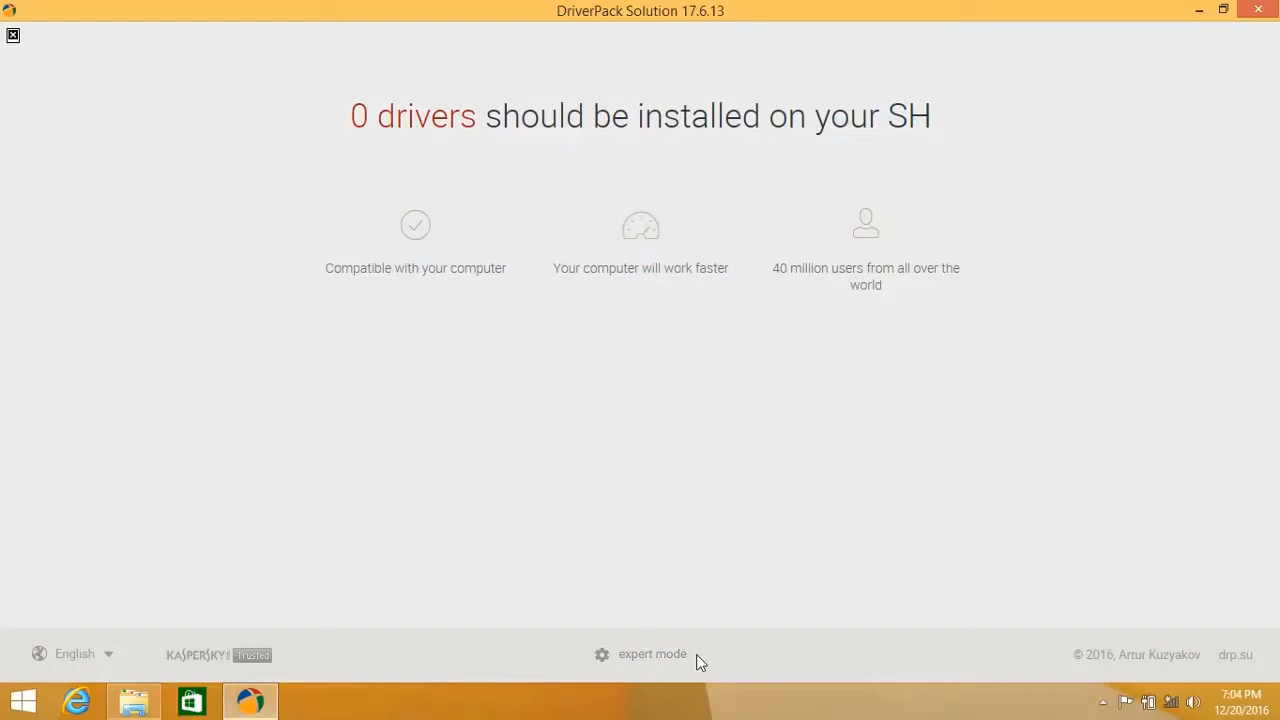 DriverPack Solution 17.6.13
0 drivers should be installed on your SH
Compatible with your computer
Your computer will work faster
40 million users from all over the
world
English
KASPERSKY Trusted
expert mode
© 2016, Artur Kuzyakov
drp.su
7:04 PM
12/20/2016